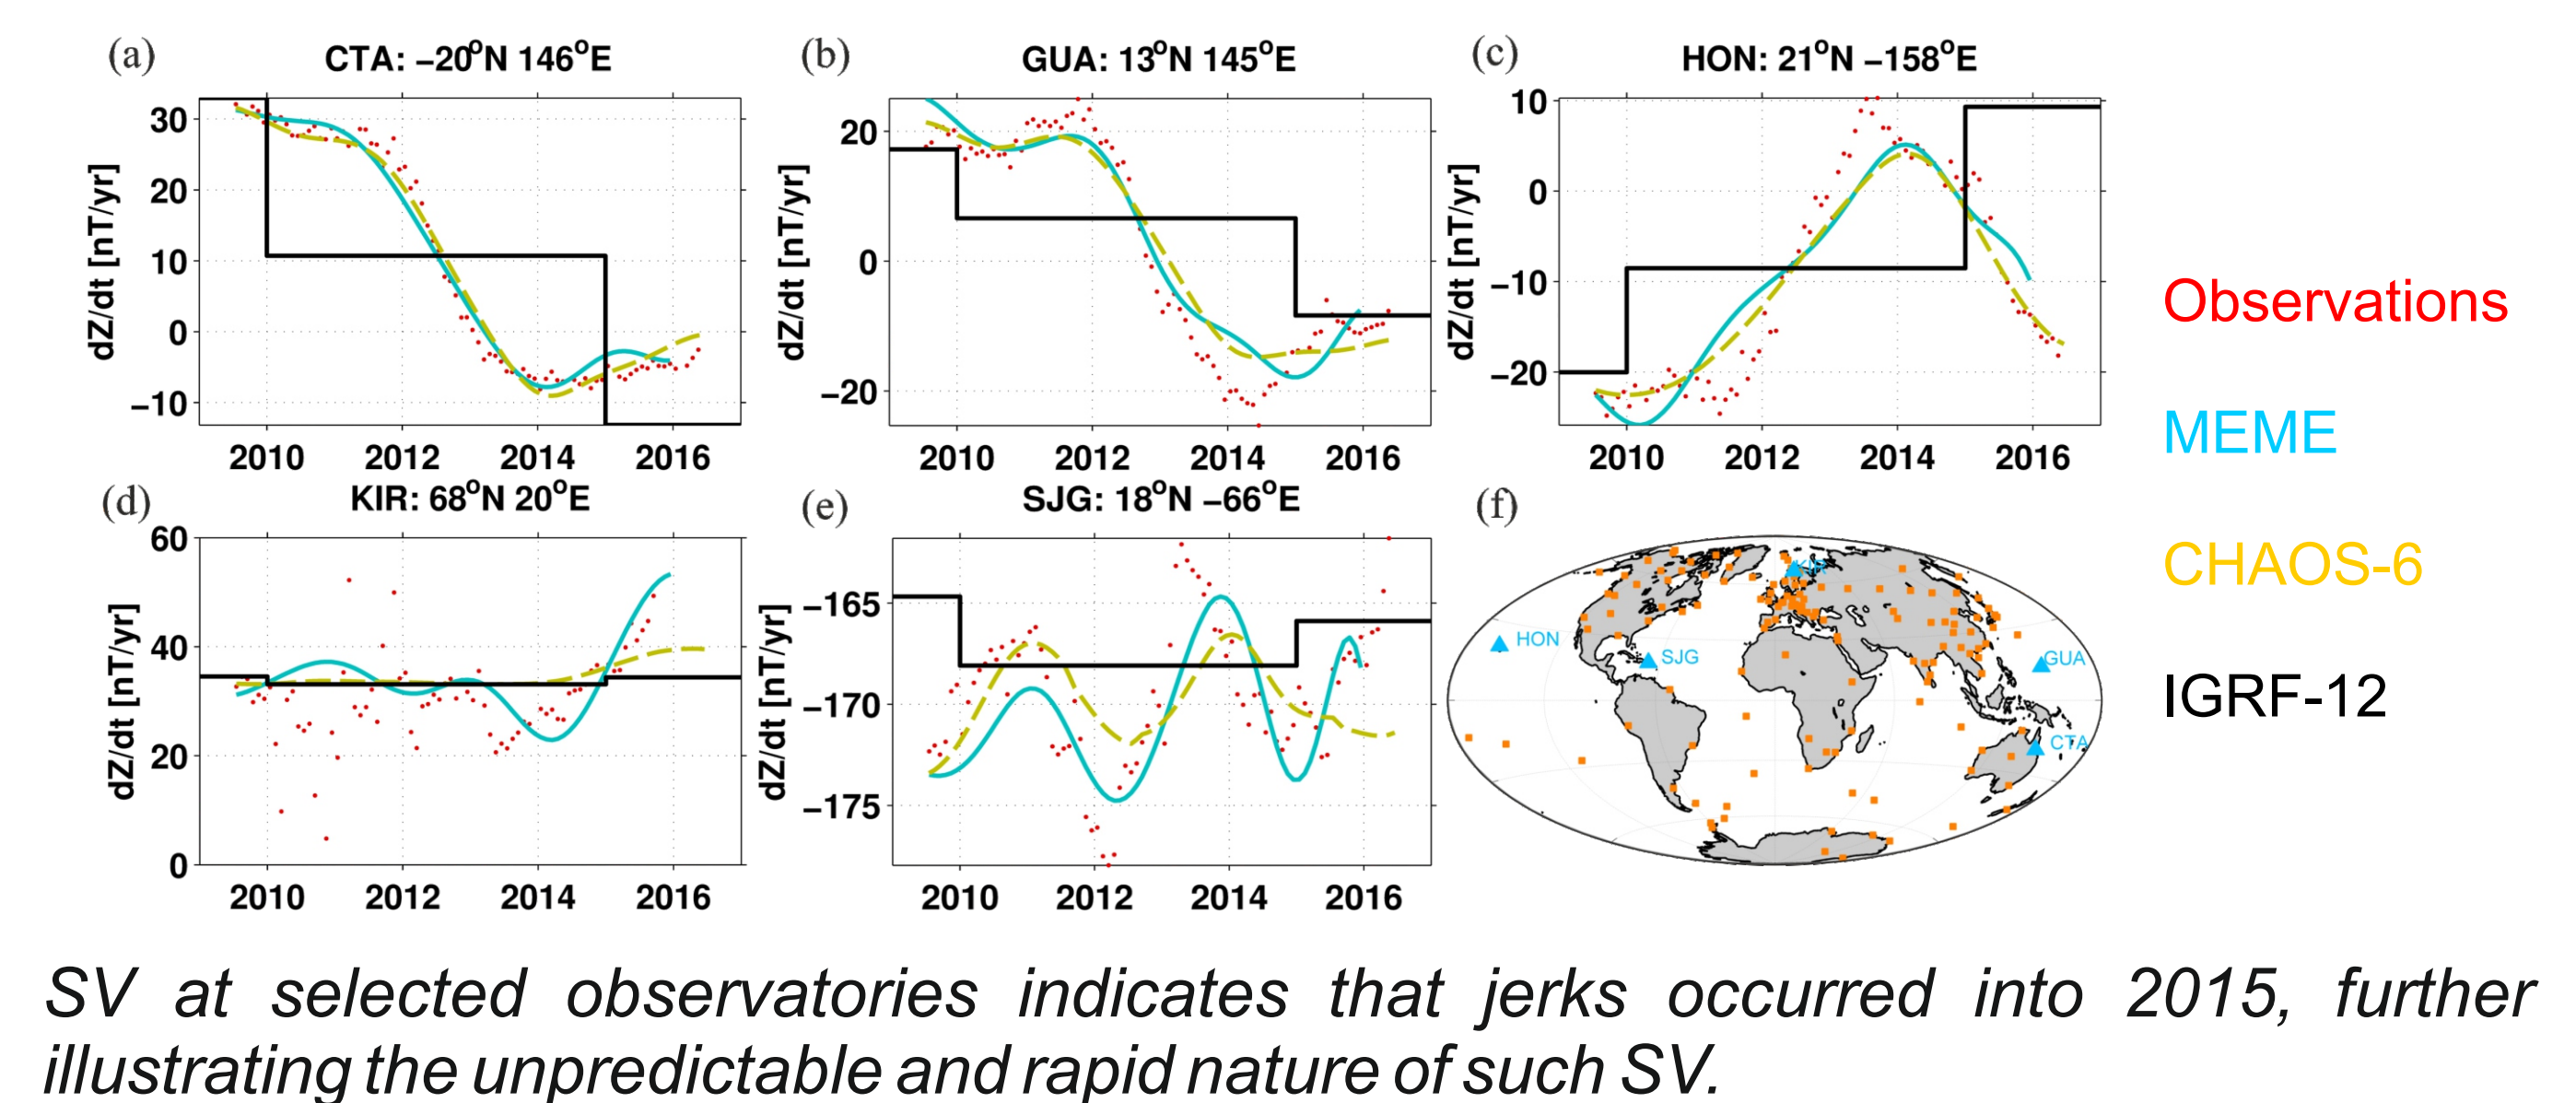 (a)
CTA: −20°N 146°E
30
20
10
0
−10
dZ/dt [nT/yr]
2010 2012 2014 2016
(b)
GUA: 13°N 145°E
20
0
−20
dZ/dt [nT/yr]
2010 2012 2014 2016
(c)
HON: 21°N −158°E
10
0
−10
−20
dZ/dt [nT/yr]
2010 2012 2014 2016
Observations
MEME
CHAOS-6
IGRF-12
(d)
KIR: 68°N 20°E
60
40
20
0
dZ/dt [nT/yr]
2010 2012 2014 2016
(e)
SJG: 18°N −66°E
−165
−170
−175
dZ/dt [nT/yr]
2010 2012 2014 2016
(f)
KIR
HON
SJG
GUA
CTA
SV at selected observatories indicates that jerks occurred into 2015, further
illustrating the unpredictable and rapid nature of such SV.